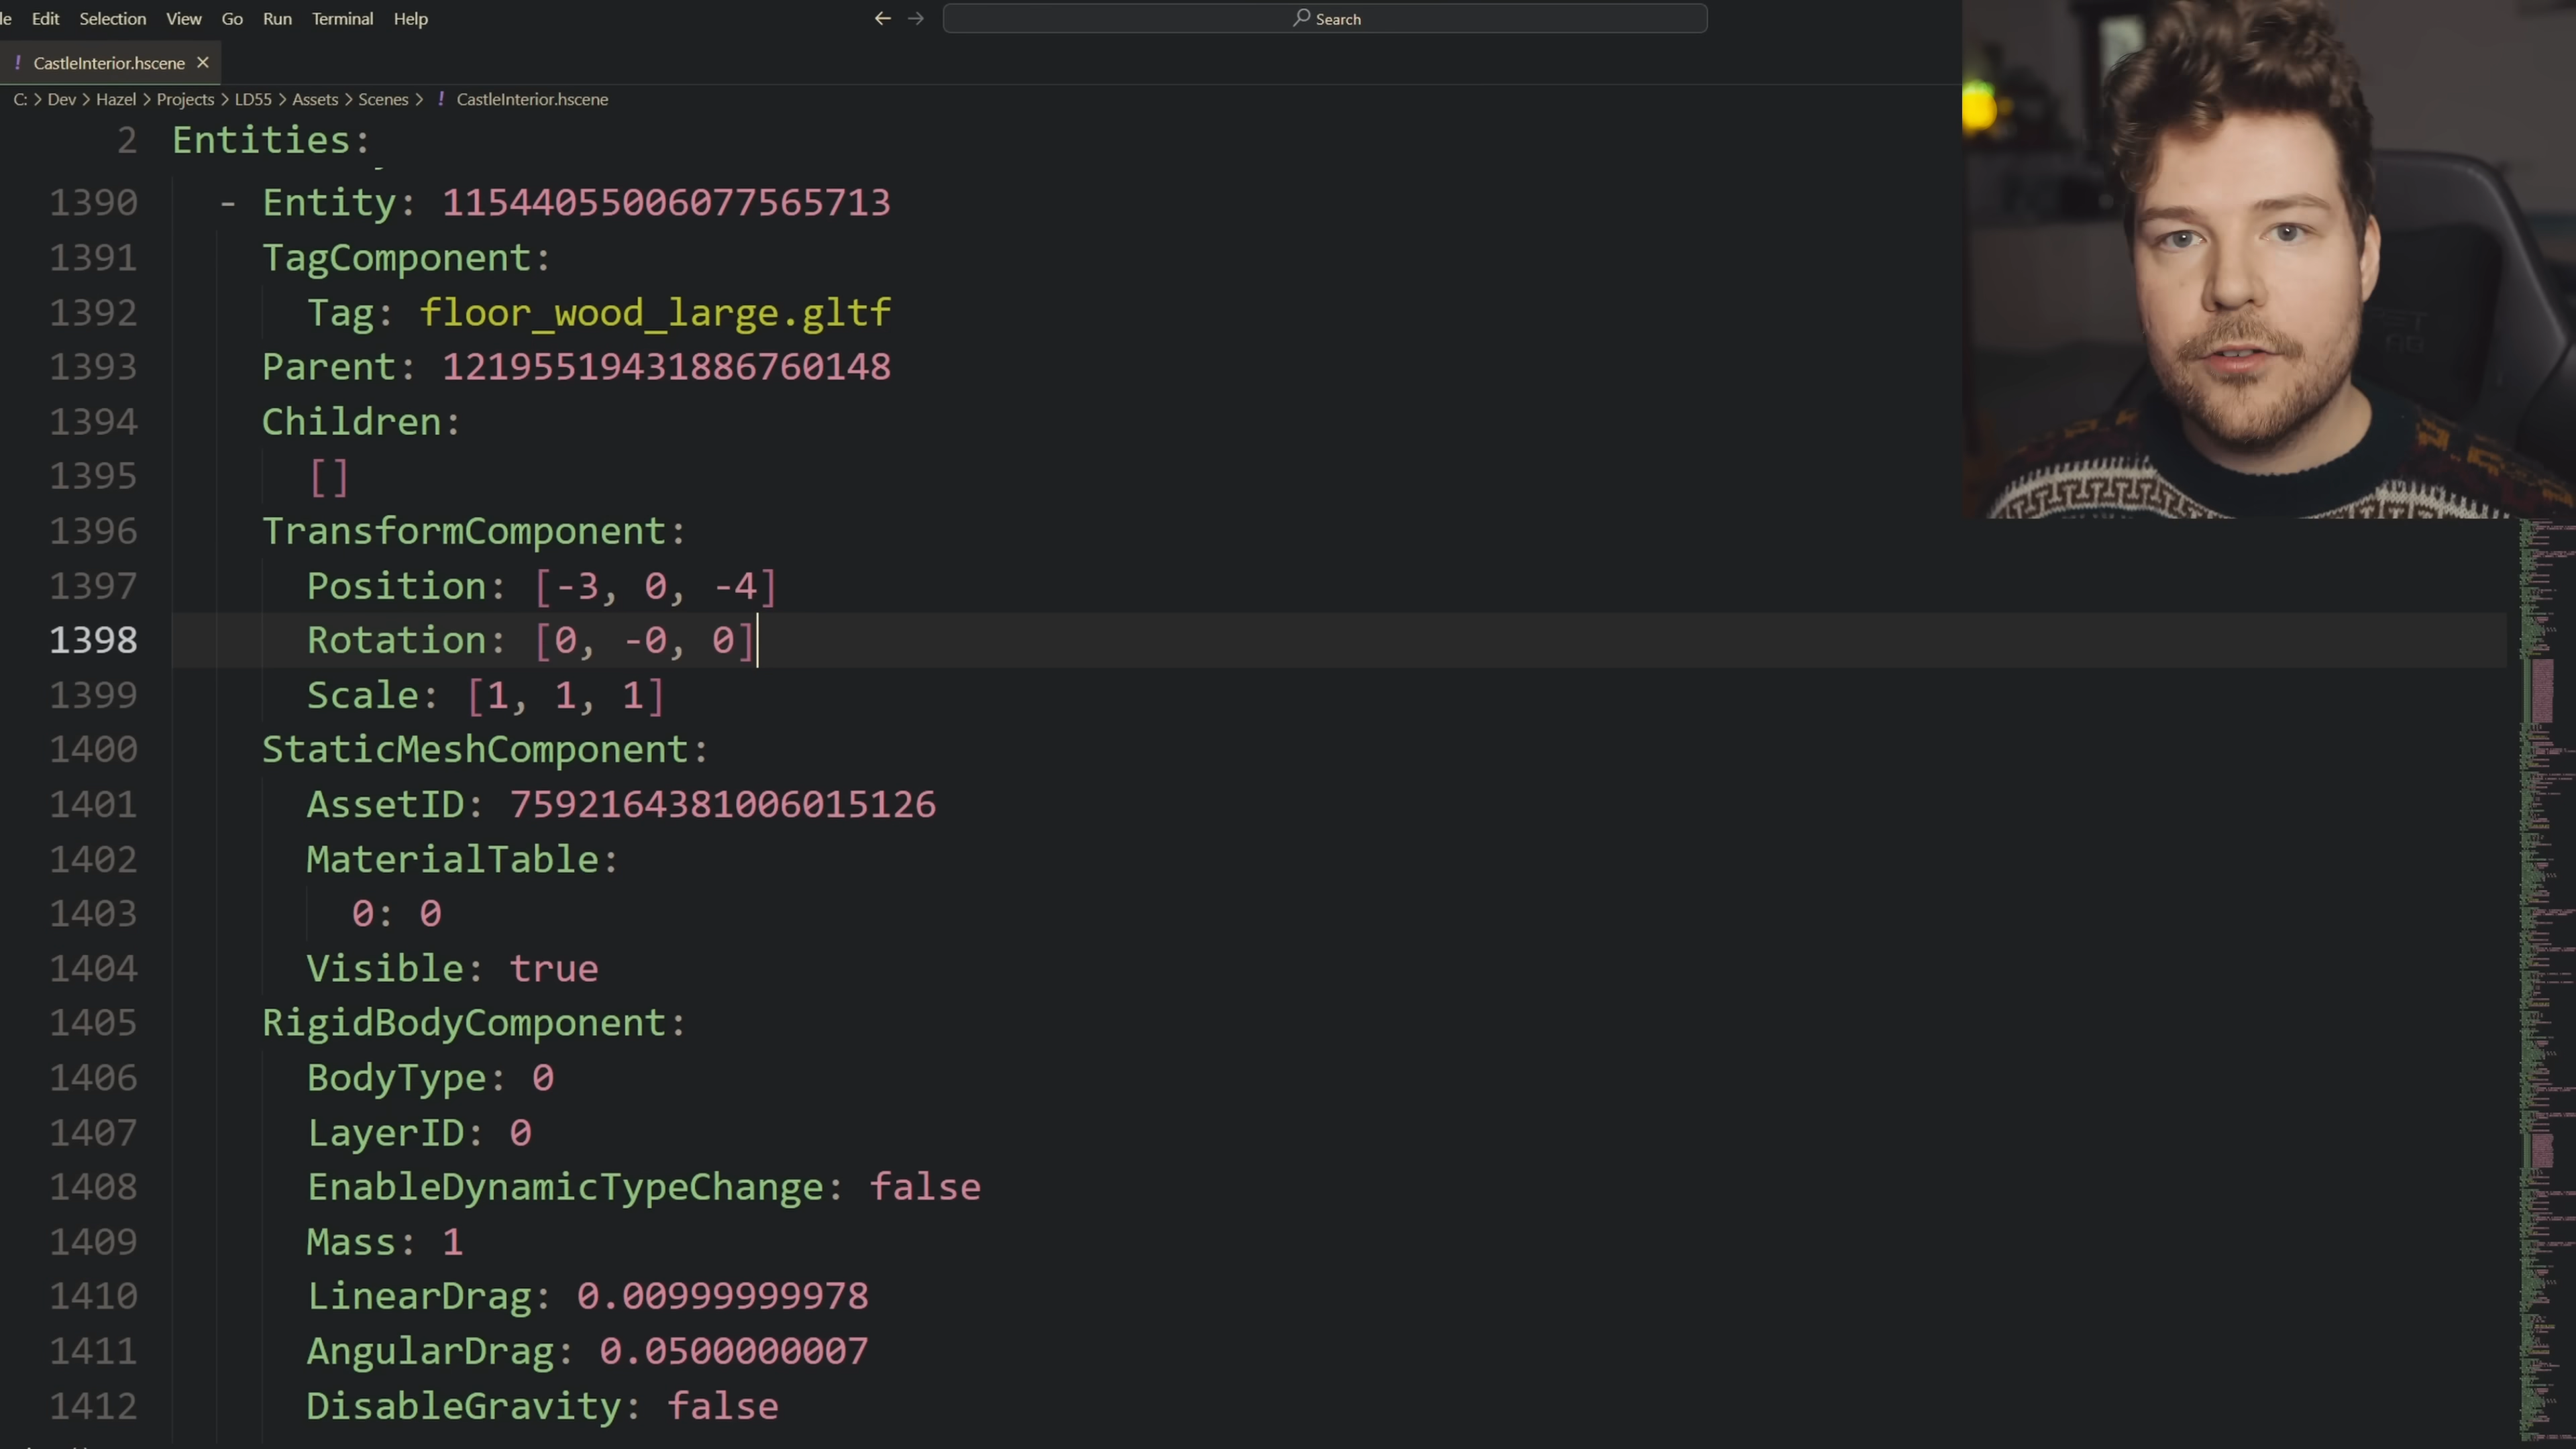 Edit Selection View Go Run Terminal Help
Search
! CastleInterior.hscene ×
C: > Dev > Hazel > Projects > LD55 > Assets > Scenes > ! CastleInterior.hscene
2 Entities:
1390 - Entity: 11544055006077565713
1391 TagComponent:
1392 Tag: floor_wood_large.gltf
1393 Parent: 12195519431886760148
1394 Children:
1395 []
1396 TransformComponent:
1397 Position: [-3, 0, -4]
1398 Rotation: [0, -0, 0]
1399 Scale: [1, 1, 1]
1400 StaticMeshComponent:
1401 AssetID: 7592164381006015126
1402 MaterialTable:
1403 0: 0
1404 Visible: true
1405 RigidBodyComponent:
1406 BodyType: 0
1407 LayerID: 0
1408 EnableDynamicTypeChange: false
1409 Mass: 1
1410 LinearDrag: 0.00999999978
1411 AngularDrag: 0.0500000007
1412 DisableGravity: false